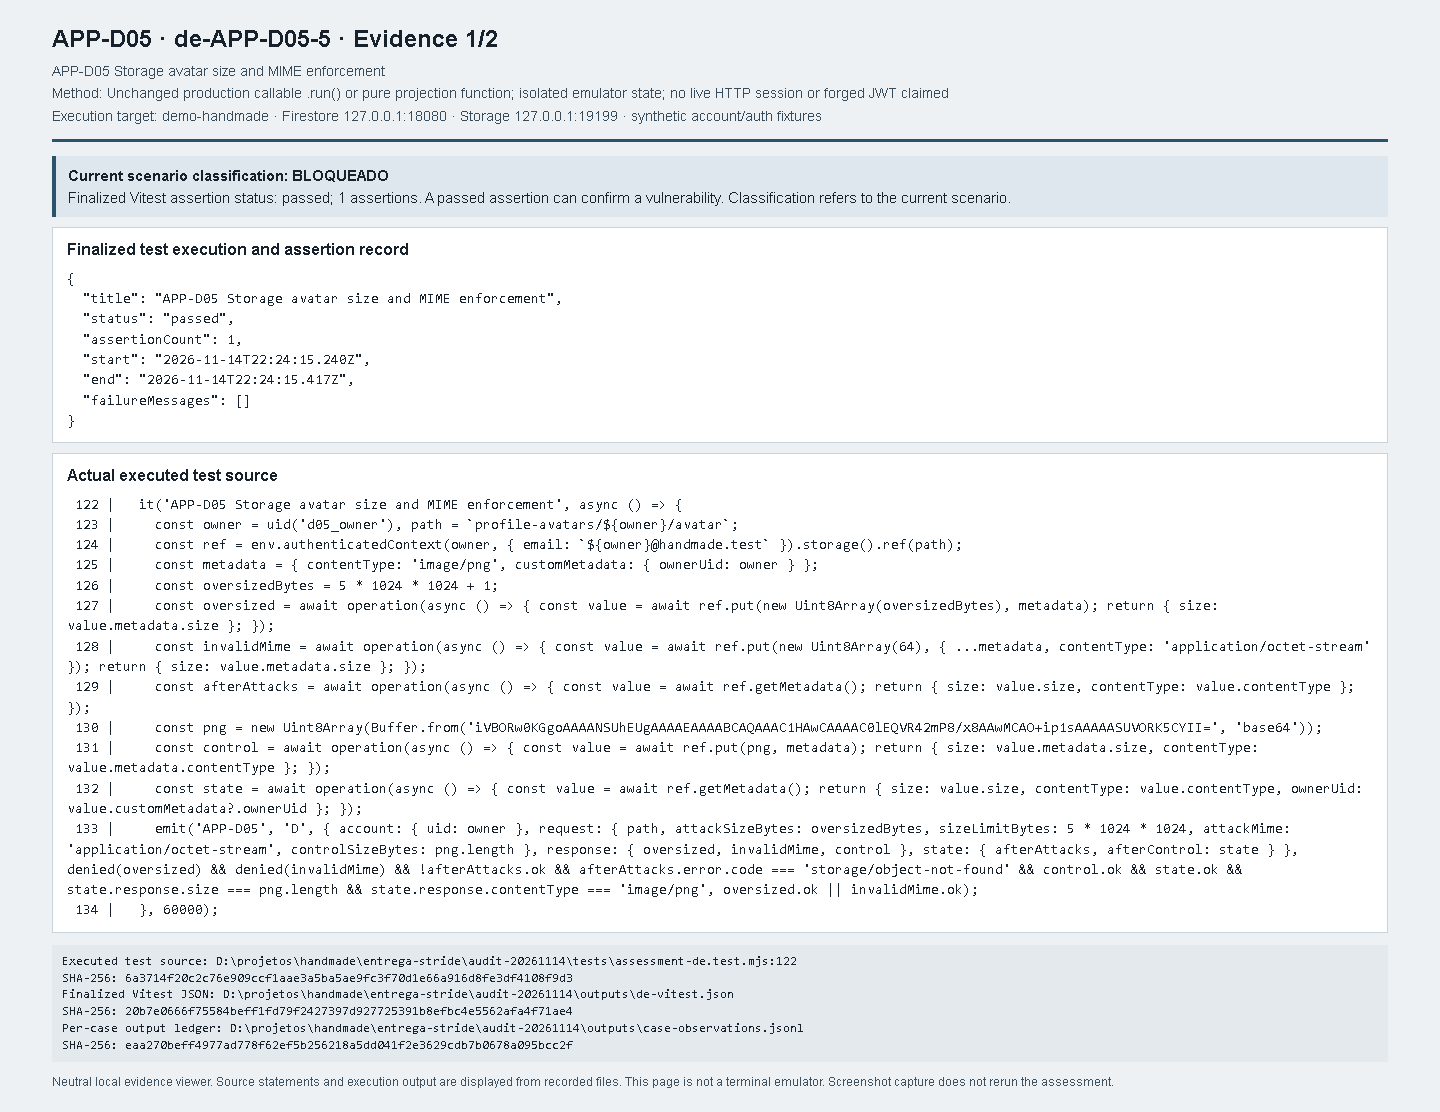 APP-D05 · de-APP-D05-5 · Evidence 1/2
APP-D05 Storage avatar size and MIME enforcement
Method: Unchanged production callable .run() or pure projection function; isolated emulator state; no live HTTP session or forged JWT claimed
Execution target: demo-handmade · Firestore 127.0.0.1:18080 · Storage 127.0.0.1:19199 · synthetic account/auth fixtures
Current scenario classification: BLOQUEADO
Finalized Vitest assertion status: passed; 1 assertions. A passed assertion can confirm a vulnerability. Classification refers to the current scenario.
Finalized test execution and assertion record
{
  "title": "APP-D05 Storage avatar size and MIME enforcement",
  "status": "passed",
  "assertionCount": 1,
  "start": "2026-11-14T22:24:15.240Z",
  "end": "2026-11-14T22:24:15.417Z",
  "failureMessages": []
}
Actual executed test source
122 |   it('APP-D05 Storage avatar size and MIME enforcement', async () => {
123 |     const owner = uid('d05_owner'), path = `profile-avatars/${owner}/avatar`;
124 |     const ref = env.authenticatedContext(owner, { email: `${owner}@handmade.test` }).storage().ref(path);
125 |     const metadata = { contentType: 'image/png', customMetadata: { ownerUid: owner } };
126 |     const oversizedBytes = 5 * 1024 * 1024 + 1;
127 |     const oversized = await operation(async () => { const value = await ref.put(new Uint8Array(oversizedBytes), metadata); return { size:
value.metadata.size }; });
128 |     const invalidMime = await operation(async () => { const value = await ref.put(new Uint8Array(64), { ...metadata, contentType: 'application/octet-stream'
}); return { size: value.metadata.size }; });
129 |     const afterAttacks = await operation(async () => { const value = await ref.getMetadata(); return { size: value.size, contentType: value.contentType };
});
130 |     const png = new Uint8Array(Buffer.from('iVBORw0KGgoAAAANSUhEUgAAAAEAAAABCAQAAAC1HAwCAAAAC0lEQVR42mP8/x8AAwMCAO+ip1sAAAAASUVORK5CYII=', 'base64'));
131 |     const control = await operation(async () => { const value = await ref.put(png, metadata); return { size: value.metadata.size, contentType:
value.metadata.contentType }; });
132 |     const state = await operation(async () => { const value = await ref.getMetadata(); return { size: value.size, contentType: value.contentType, ownerUid:
value.customMetadata?.ownerUid }; });
133 |     emit('APP-D05', 'D', { account: { uid: owner }, request: { path, attackSizeBytes: oversizedBytes, sizeLimitBytes: 5 * 1024 * 1024, attackMime:
'application/octet-stream', controlSizeBytes: png.length }, response: { oversized, invalidMime, control }, state: { afterAttacks, afterControl: state } },
denied(oversized) && denied(invalidMime) && !afterAttacks.ok && afterAttacks.error.code === 'storage/object-not-found' && control.ok && state.ok &&
state.response.size === png.length && state.response.contentType === 'image/png', oversized.ok || invalidMime.ok);
134 |   }, 60000);
Executed test source: D:\projetos\handmade\entrega-stride\audit-20261114\tests\assessment-de.test.mjs:122
SHA-256: 6a3714f20c2c76e909ccf1aae3a5ba5ae9fc3f70d1e66a916d8fe3df4108f9d3
Finalized Vitest JSON: D:\projetos\handmade\entrega-stride\audit-20261114\outputs\de-vitest.json
SHA-256: 20b7e0666f75584beff1fd79f2427397d927725391b8efbc4e5562afa4f71ae4
Per-case output ledger: D:\projetos\handmade\entrega-stride\audit-20261114\outputs\case-observations.jsonl
SHA-256: eaa270beff4977ad778f62ef5b256218a5dd041f2e3629cdb7b0678a095bcc2f
Neutral local evidence viewer. Source statements and execution output are displayed from recorded files. This page is not a terminal emulator. Screenshot capture does not rerun the assessment.